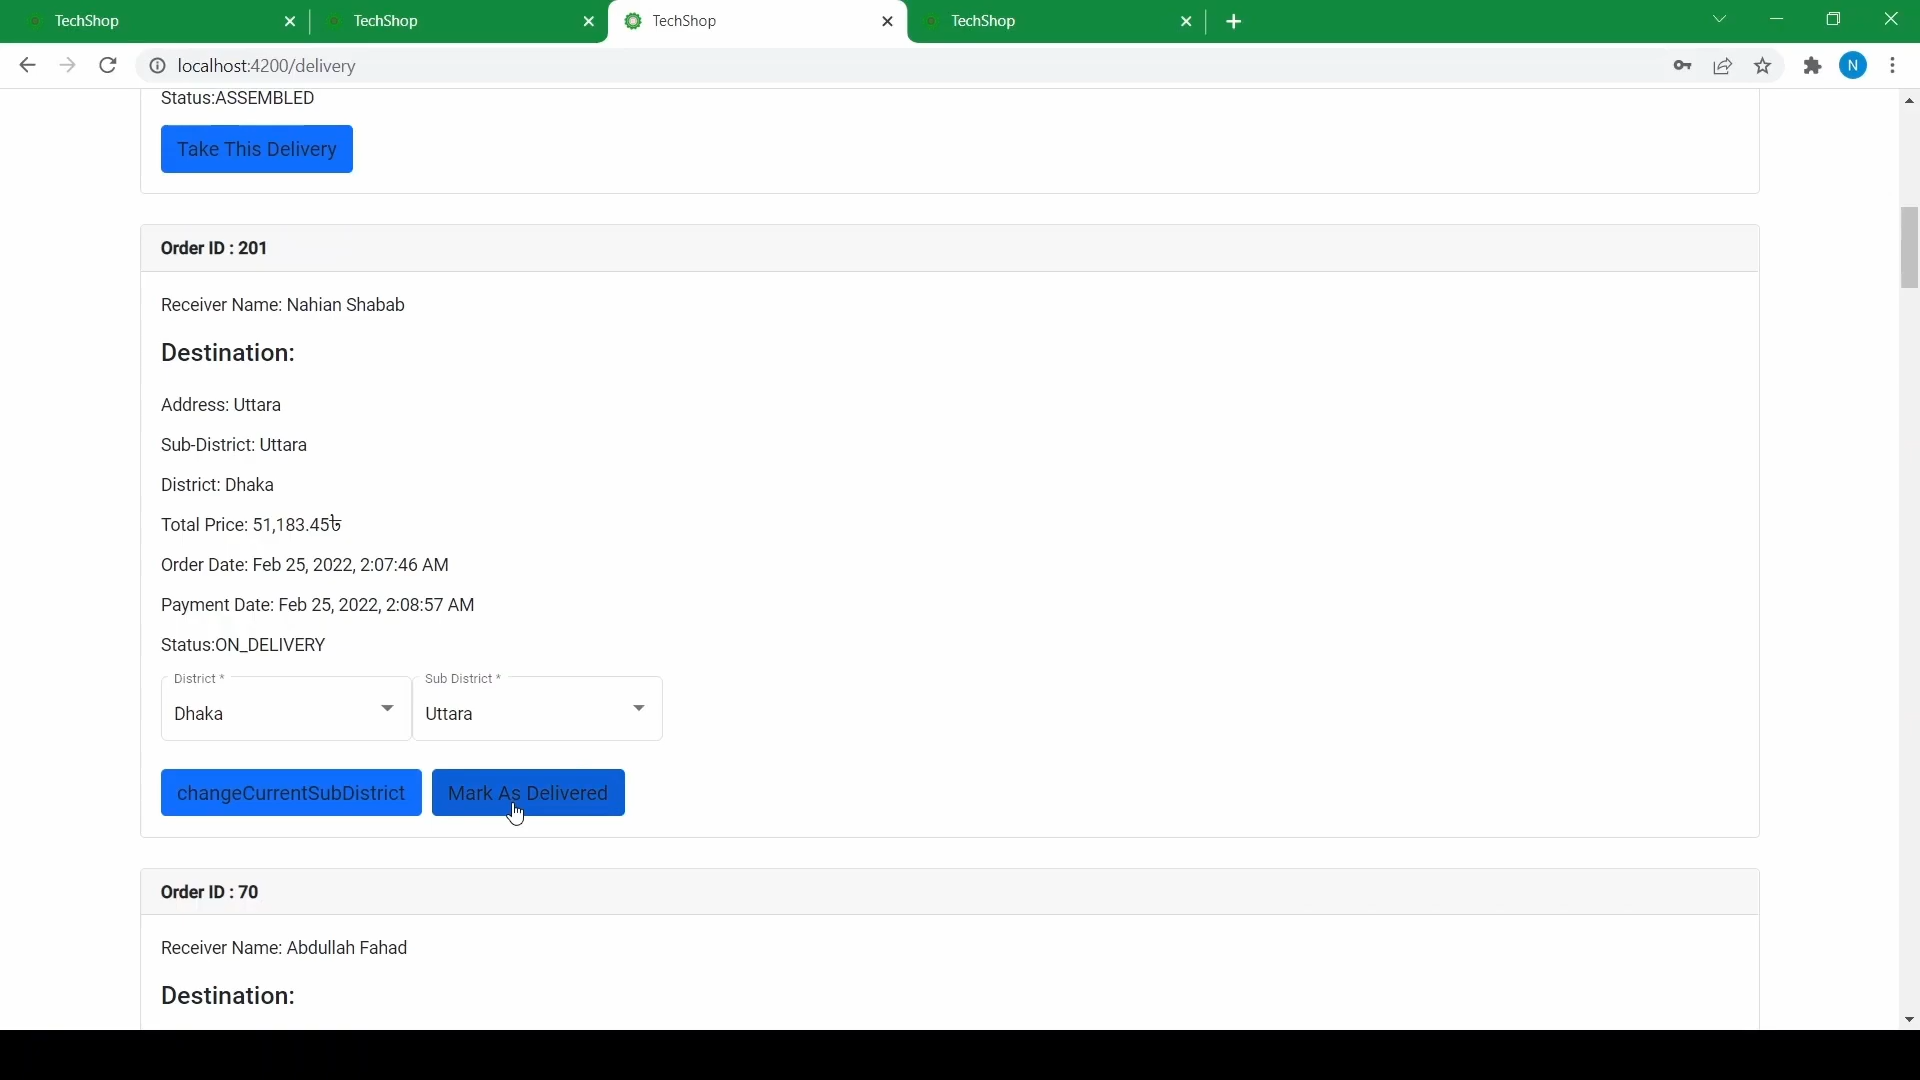 TechShop
TechShop
TechShop
TechShop
localhost:4200/delivery
N
Status:ASSEMBLED
Take This Delivery
Order ID : 201
Receiver Name: Nahian Shabab
Destination:
Address: Uttara
Sub-District: Uttara
District: Dhaka
Total Price: 51,183.45৳
Order Date: Feb 25, 2022, 2:07:46 AM
Payment Date: Feb 25, 2022, 2:08:57 AM
Status:ON_DELIVERY
District * Sub District *
Dhaka Uttara
changeCurrentSubDistrict Mark As Delivered
Order ID : 70
Receiver Name: Abdullah Fahad
Destination: